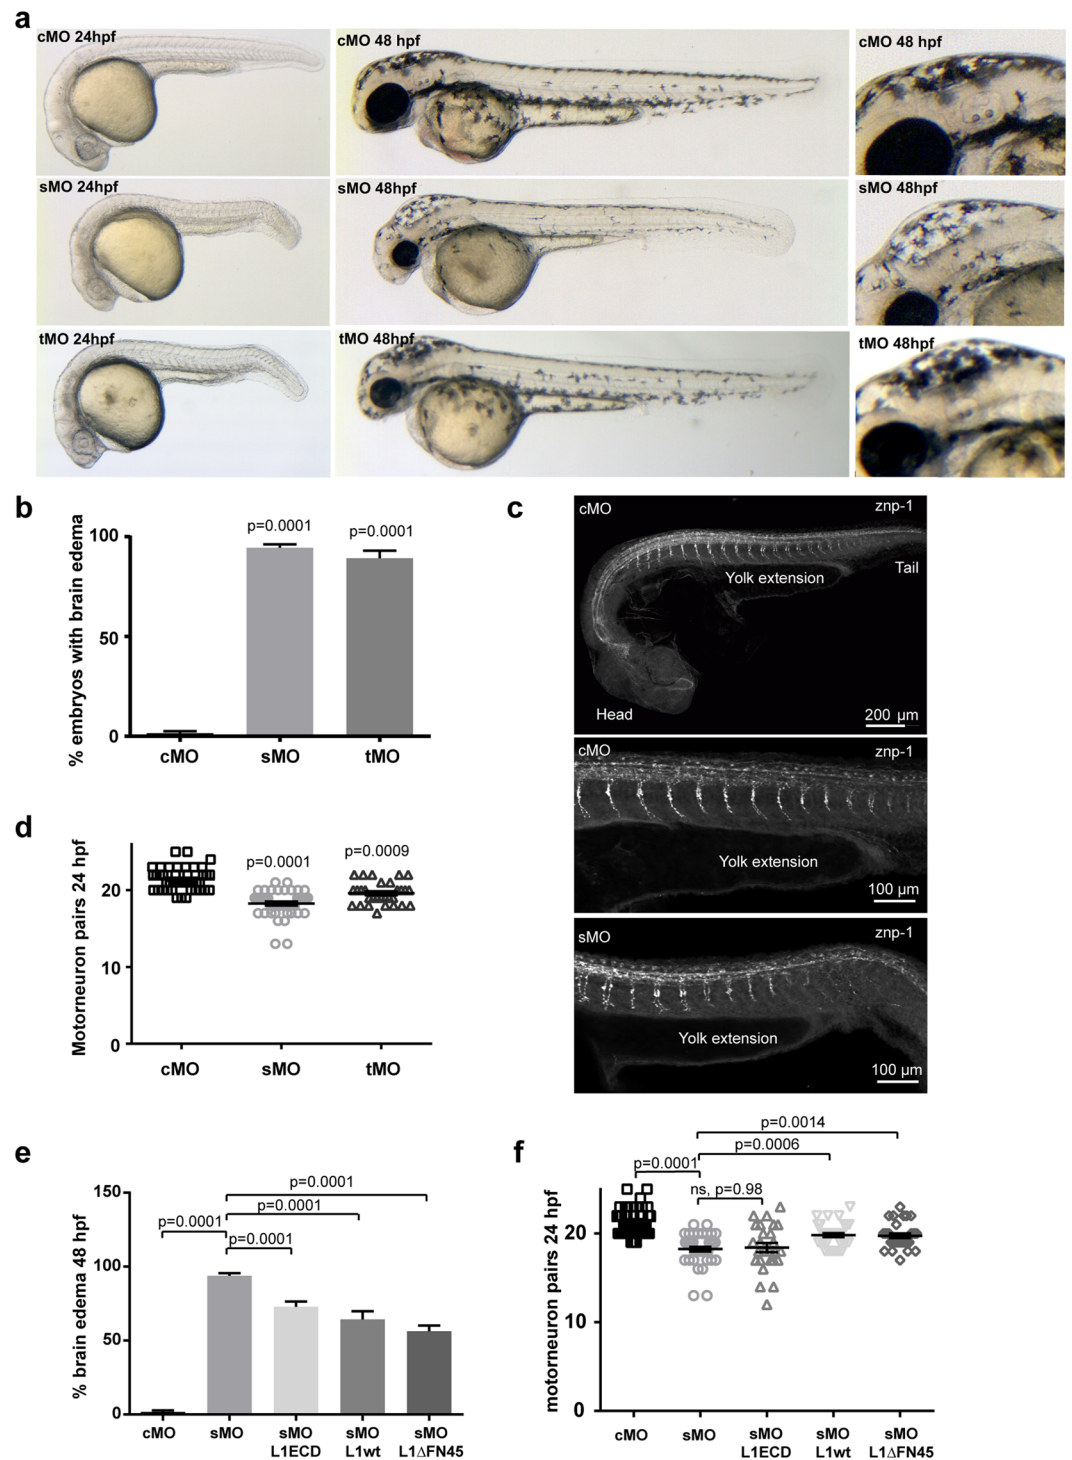 a
cMO 24hpf
cMO 48 hpf
cMO 48 hpf
sMO 24hpf
sMO 48hpf
sMO 48hpf
tMO 24hpf
tMO 48hpf
tMO 48hpf
b
% embryos with brain edema
100
50
0
p=0.0001
p=0.0001
cMO
sMO
tMO
c
cMO
znp-1
Yolk extension
Tail
Head
200 µm
cMO
znp-1
Yolk extension
100 µm
sMO
znp-1
Yolk extension
100 µm
d
Motorneuron pairs 24 hpf
20
10
0
p=0.0001
p=0.0009
cMO
sMO
tMO
e
% brain edema 48 hpf
150
100
50
0
p=0.0001
p=0.0001
p=0.0001
p=0.0001
cMO
sMO
sMO
L1ECD
sMO
L1wt
sMO
L1ΔFN45
f
motorneuron pairs 24 hpf
20
10
0
p=0.0014
p=0.0006
p=0.0001
ns, p=0.98
cMO
sMO
sMO
L1ECD
sMO
L1wt
sMO
L1ΔFN45